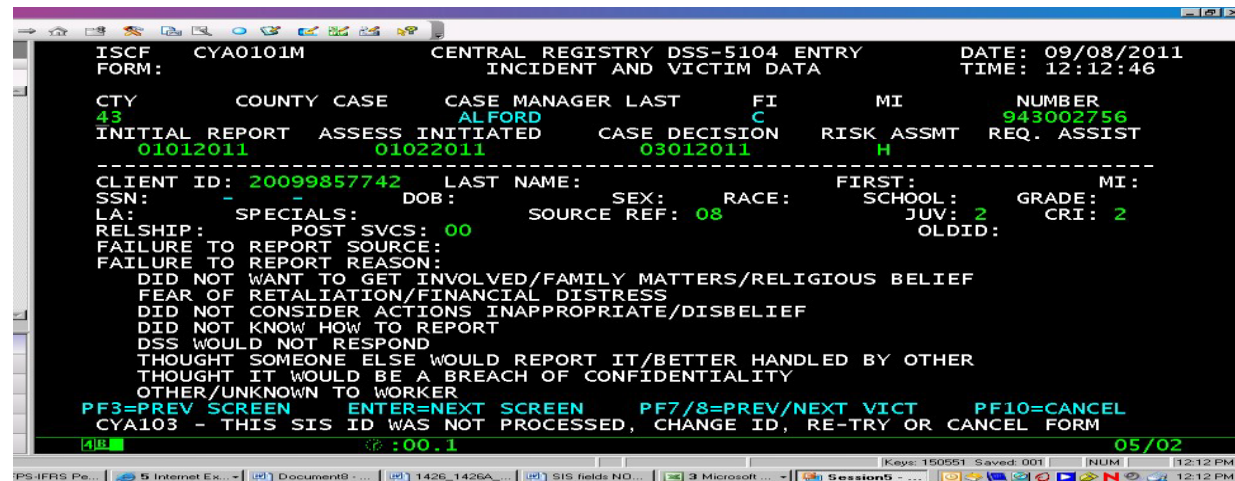 ISCF CYA0101M CENTRAL REGISTRY DSS-5104 ENTRY DATE: 09/08/2011
FORM: INCIDENT AND VICTIM DATA TIME: 12:12:46
CTY COUNTY CASE CASE MANAGER LAST FI MI NUMBER
43 ALFORD C 943002756
INITIAL REPORT ASSESS INITIATED CASE DECISION RISK ASSMT REQ. ASSIST
01012011 01022011 03012011 H
--------------------------------------------------------------------------------
CLIENT ID: 20099857742 LAST NAME: FIRST: MI:
SSN: - - DOB: SEX: RACE: SCHOOL: GRADE:
LA: SPECIALS: SOURCE REF: 08 JUV: 2 CRI: 2
RELSHIP: POST SVCS: 00 OLDID:
FAILURE TO REPORT SOURCE:
FAILURE TO REPORT REASON:
DID NOT WANT TO GET INVOLVED/FAMILY MATTERS/RELIGIOUS BELIEF
FEAR OF RETALIATION/FINANCIAL DISTRESS
DID NOT CONSIDER ACTIONS INAPPROPRIATE/DISBELIEF
DID NOT KNOW HOW TO REPORT
DSS WOULD NOT RESPOND
THOUGHT SOMEONE ELSE WOULD REPORT IT/BETTER HANDLED BY OTHER
THOUGHT IT WOULD BE A BREACH OF CONFIDENTIALITY
OTHER/UNKNOWN TO WORKER
PF3=PREV SCREEN ENTER=NEXT SCREEN PF7/8=PREV/NEXT VICT PF10=CANCEL
CYA103 - THIS SIS ID WAS NOT PROCESSED, CHANGE ID, RE-TRY OR CANCEL FORM
:00.1 05/02
Keys: 150551 Saved: 001 NUM 12:12 PM
FPS-IFRS Pe... 5 Internet Ex... Document8 - ... 1426_1426A_... SIS fields NO... 3 Microsoft ... Session5 - ... 12:12 PM